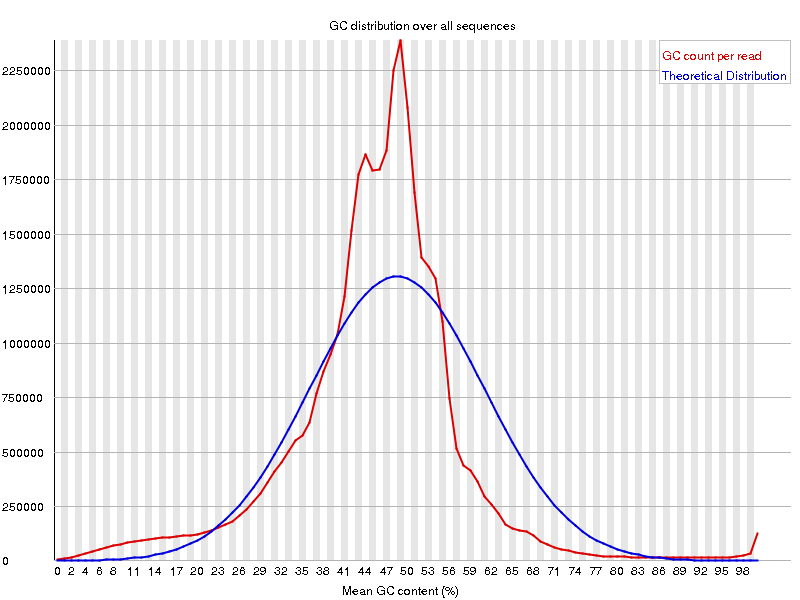 GC distribution over all sequences
GC count per read
Theoretical Distribution
2250000
2000000
1750000
1500000
1250000
1000000
750000
500000
250000
0
0 2 4 6 8 11 14 17 20 23 26 29 32 35 38 41 44 47 50 53 56 59 62 65 68 71 74 77 80 83 86 89 92 95 98
Mean GC content (%)